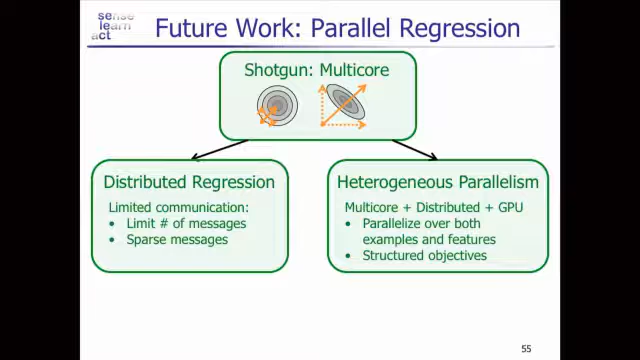 sense
learn
act
Future Work: Parallel Regression
Shotgun: Multicore
Distributed Regression
Limited communication:
• Limit # of messages
• Sparse messages
Heterogeneous Parallelism
Multicore + Distributed + GPU
• Parallelize over both
examples and features
• Structured objectives
55